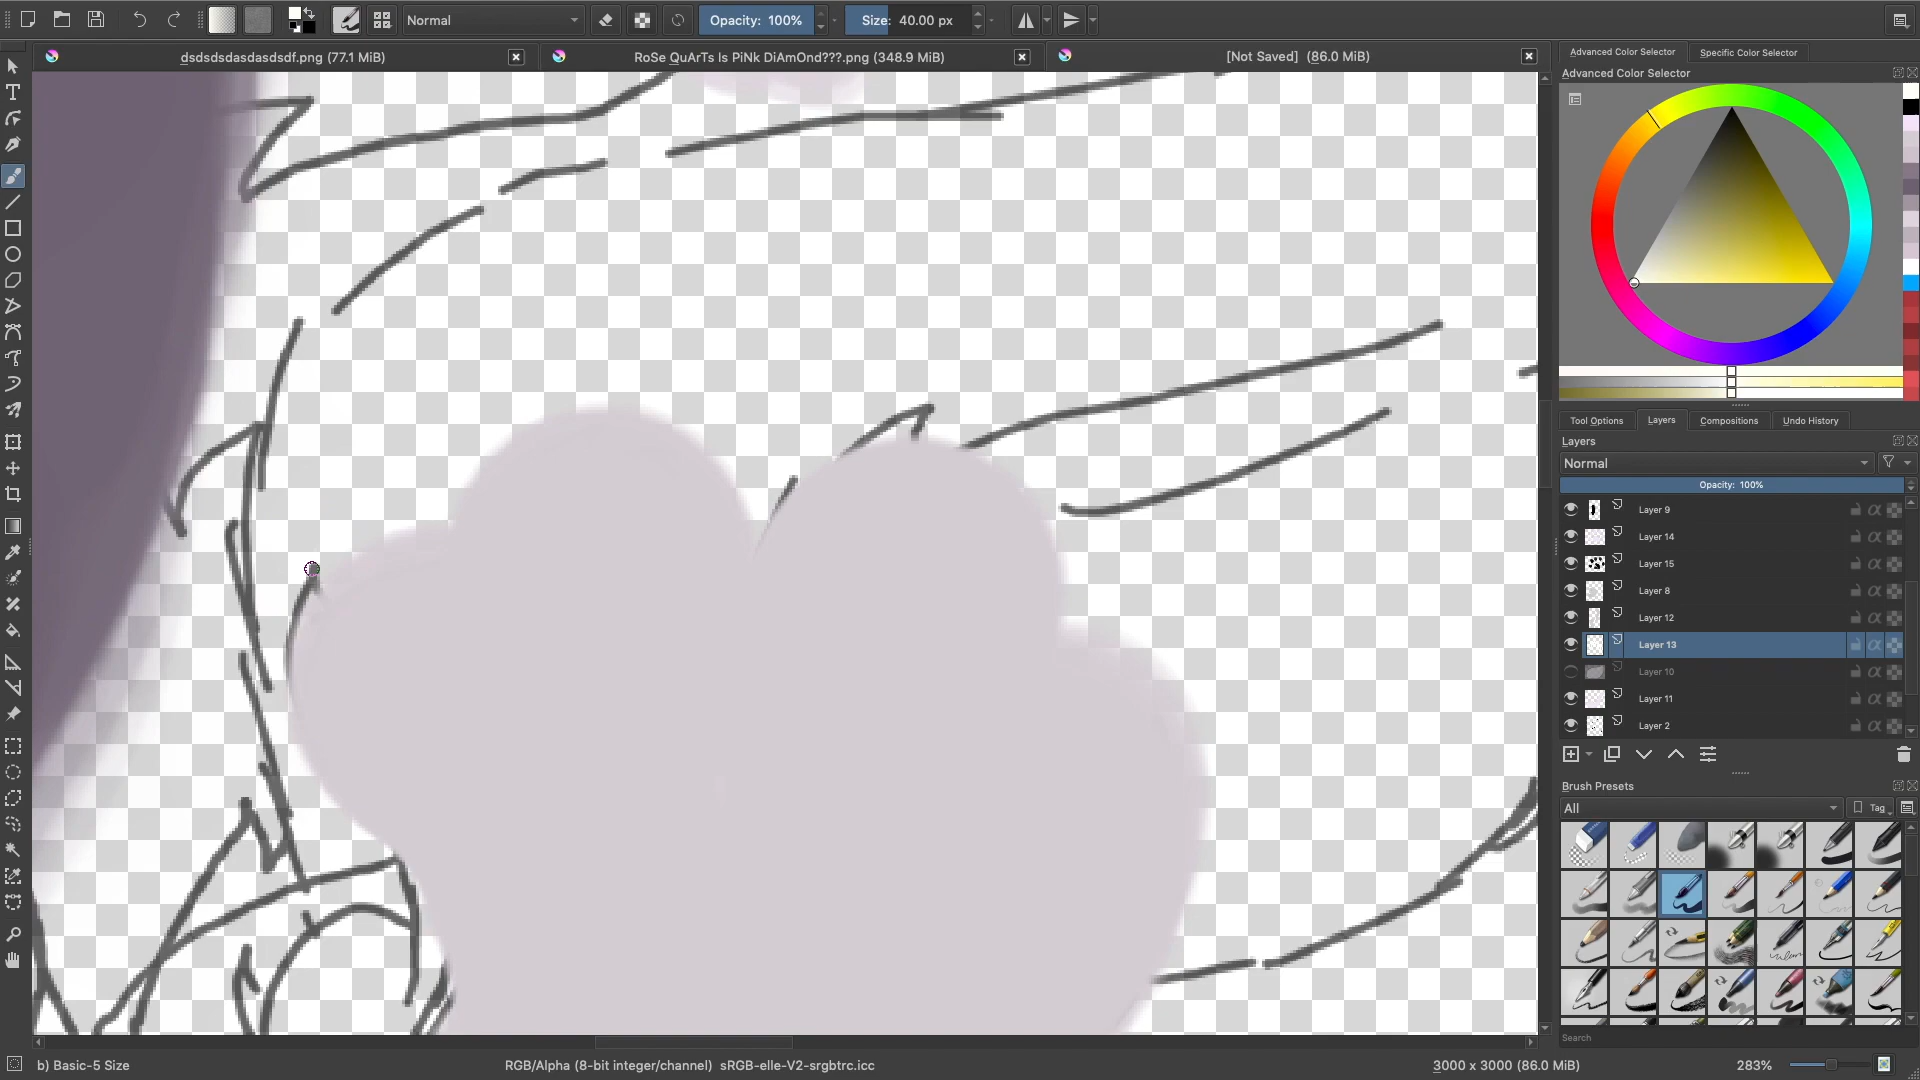 Normal
Opacity: 100%
Size: 40.00 px
dsdsdsdasdasdsdf.png (77.1 MiB)
RoSe QuArTs Is PiNk DiAmOnd???.png (348.9 MiB)
[Not Saved] (86.0 MiB)
Advanced Color Selector
Specific Color Selector
Advanced Color Selector
Tool Options
Layers
Compositions
Undo History
Layers
Normal
Opacity: 100%
Layer 9
Layer 14
Layer 15
Layer 8
Layer 12
Layer 13
Layer 10
Layer 11
Layer 2
Brush Presets
All
Tag
Search
b) Basic-5 Size
RGB/Alpha (8-bit integer/channel) sRGB-elle-V2-srgbtrc.icc
3000 x 3000 (86.0 MiB)
283%